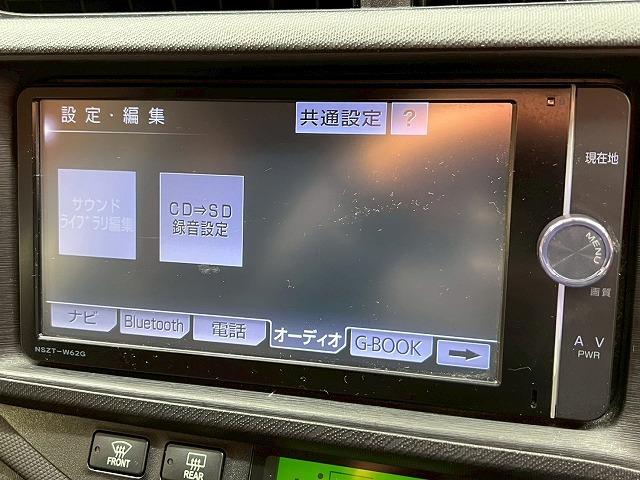 設定・編集
共通設定
?
サウンド
ライブラリ編集
CD⇒SD
録音設定
ナビ
Bluetooth
電話
オーディオ
G-BOOK
NSZT-W62G
現在地
MENU
画質
AV
PWR
FRONT
REAR